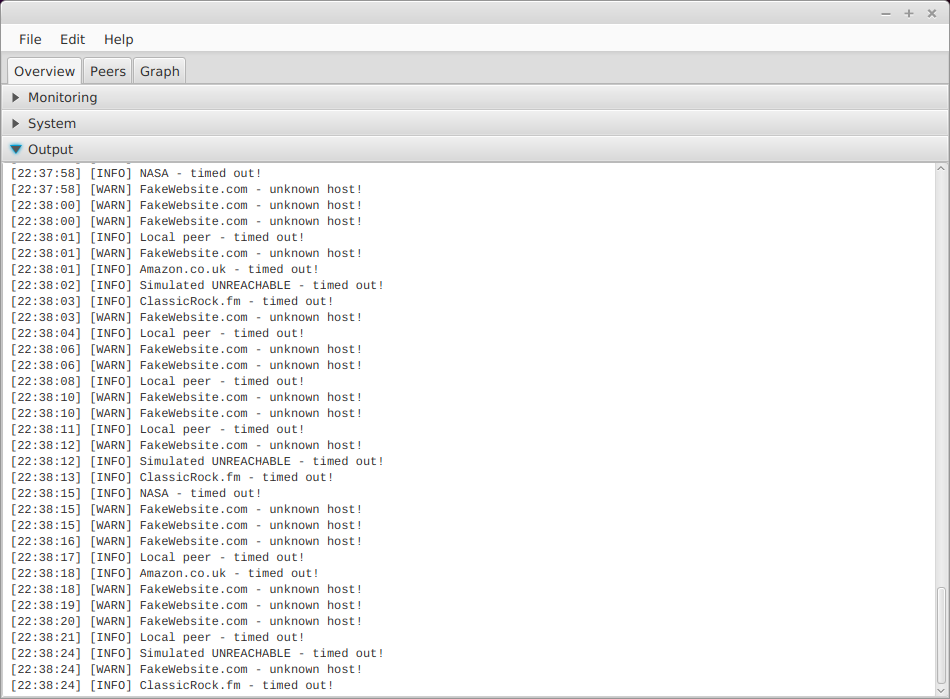 File Edit Help
Overview Peers Graph
Monitoring
System
Output
[22:37:58] [INFO] NASA - timed out!
[22:37:58] [WARN] FakeWebsite.com - unknown host!
[22:38:00] [WARN] FakeWebsite.com - unknown host!
[22:38:00] [WARN] FakeWebsite.com - unknown host!
[22:38:01] [INFO] Local peer - timed out!
[22:38:01] [WARN] FakeWebsite.com - unknown host!
[22:38:01] [INFO] Amazon.co.uk - timed out!
[22:38:02] [INFO] Simulated UNREACHABLE - timed out!
[22:38:03] [INFO] ClassicRock.fm - timed out!
[22:38:03] [WARN] FakeWebsite.com - unknown host!
[22:38:04] [INFO] Local peer - timed out!
[22:38:06] [WARN] FakeWebsite.com - unknown host!
[22:38:06] [WARN] FakeWebsite.com - unknown host!
[22:38:08] [INFO] Local peer - timed out!
[22:38:10] [WARN] FakeWebsite.com - unknown host!
[22:38:10] [WARN] FakeWebsite.com - unknown host!
[22:38:11] [INFO] Local peer - timed out!
[22:38:12] [WARN] FakeWebsite.com - unknown host!
[22:38:12] [INFO] Simulated UNREACHABLE - timed out!
[22:38:13] [INFO] ClassicRock.fm - timed out!
[22:38:15] [INFO] NASA - timed out!
[22:38:15] [WARN] FakeWebsite.com - unknown host!
[22:38:15] [WARN] FakeWebsite.com - unknown host!
[22:38:16] [WARN] FakeWebsite.com - unknown host!
[22:38:17] [INFO] Local peer - timed out!
[22:38:18] [INFO] Amazon.co.uk - timed out!
[22:38:18] [WARN] FakeWebsite.com - unknown host!
[22:38:19] [WARN] FakeWebsite.com - unknown host!
[22:38:20] [WARN] FakeWebsite.com - unknown host!
[22:38:21] [INFO] Local peer - timed out!
[22:38:24] [INFO] Simulated UNREACHABLE - timed out!
[22:38:24] [WARN] FakeWebsite.com - unknown host!
[22:38:24] [INFO] ClassicRock.fm - timed out!